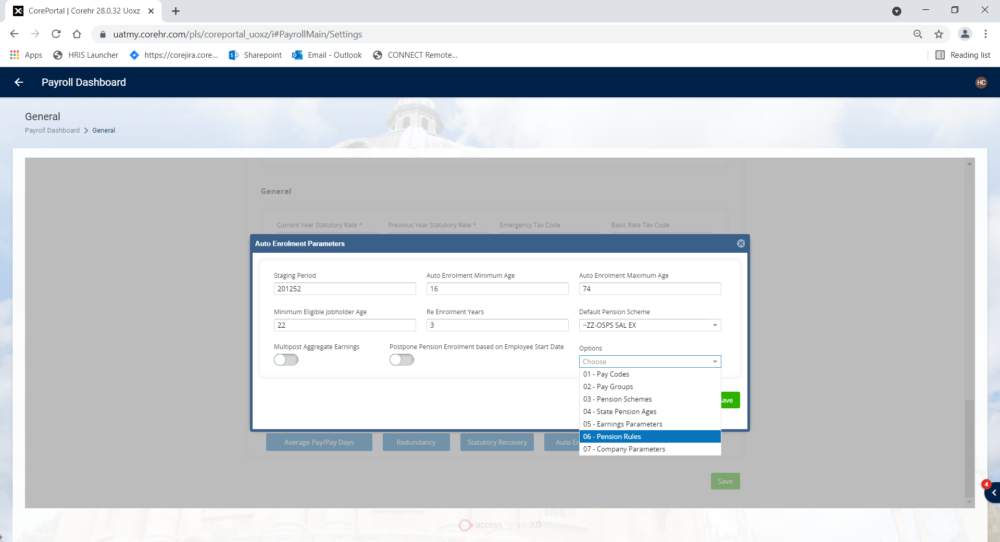 CorePortal | Corehr 28.0.32 Uoxz
uatmy.corehr.com/pls/coreportal_uoxz/i#PayrollMain/Settings
Apps HRIS Launcher https://corejira.core... Sharepoint Email - Outlook CONNECT Remote... Reading list
Payroll Dashboard HC
General
Payroll Dashboard General
General
Current Year Statutory Rate * Previous Year Statutory Rate * Emergency Tax Code Basic Rate Tax Code
Auto Enrolment Parameters
Staging Period Auto Enrolment Minimum Age Auto Enrolment Maximum Age
201252 16 74
Minimum Eligible Jobholder Age Re Enrolment Years Default Pension Scheme
22 3 ~ZZ-OSPS SAL EX
Multipost Aggregate Earnings Postpone Pension Enrolment based on Employee Start Date Options
Choose
01 - Pay Codes
02 - Pay Groups
03 - Pension Schemes
ave
04 - State Pension Ages
05 - Earnings Parameters
06 - Pension Rules
07 - Company Parameters
Average Pay/Pay Days Redundancy Statutory Recovery Auto E
Save
4
access PeopleXD